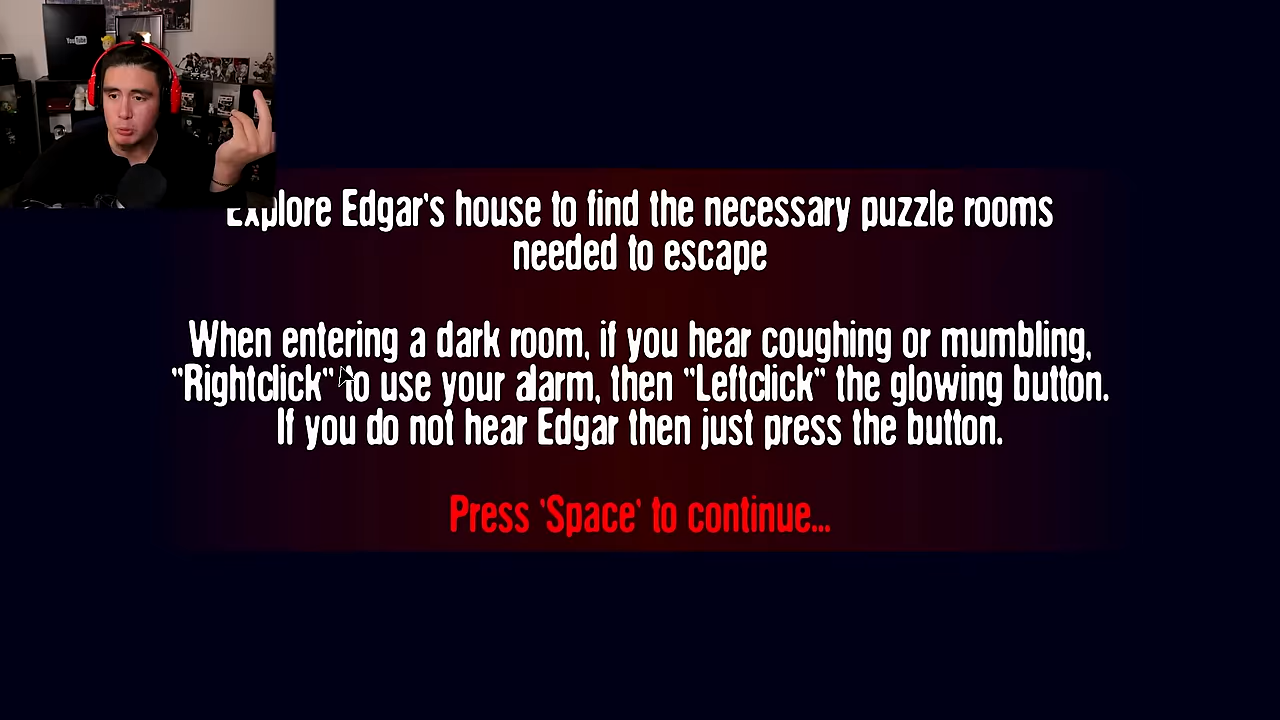 YouTube
Explore Edgar's house to find the necessary puzzle rooms
needed to escape
When entering a dark room, if you hear coughing or mumbling,
"Rightclick" to use your alarm, then "Leftclick" the glowing button.
If you do not hear Edgar then just press the button.
Press 'Space' to continue...